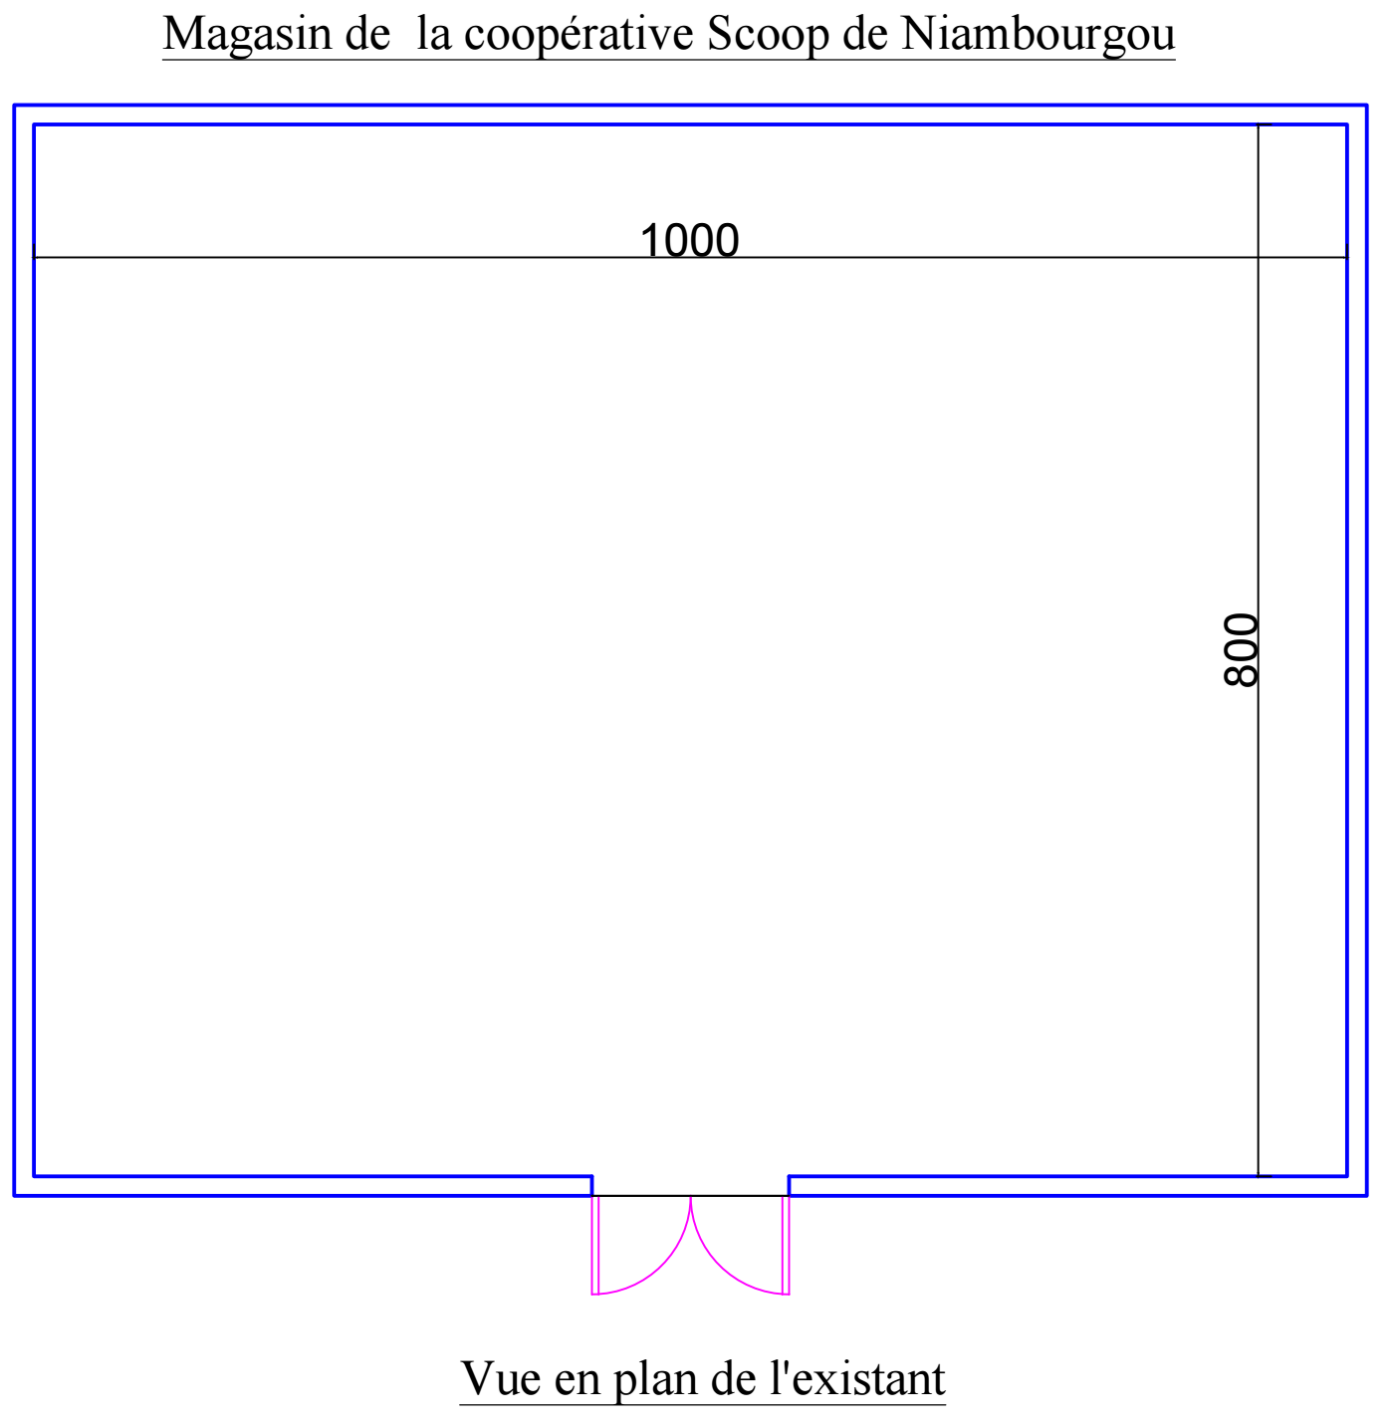 Magasin de  la coopérative Scoop de Niambourgou
1000
800
Vue en plan de l'existant